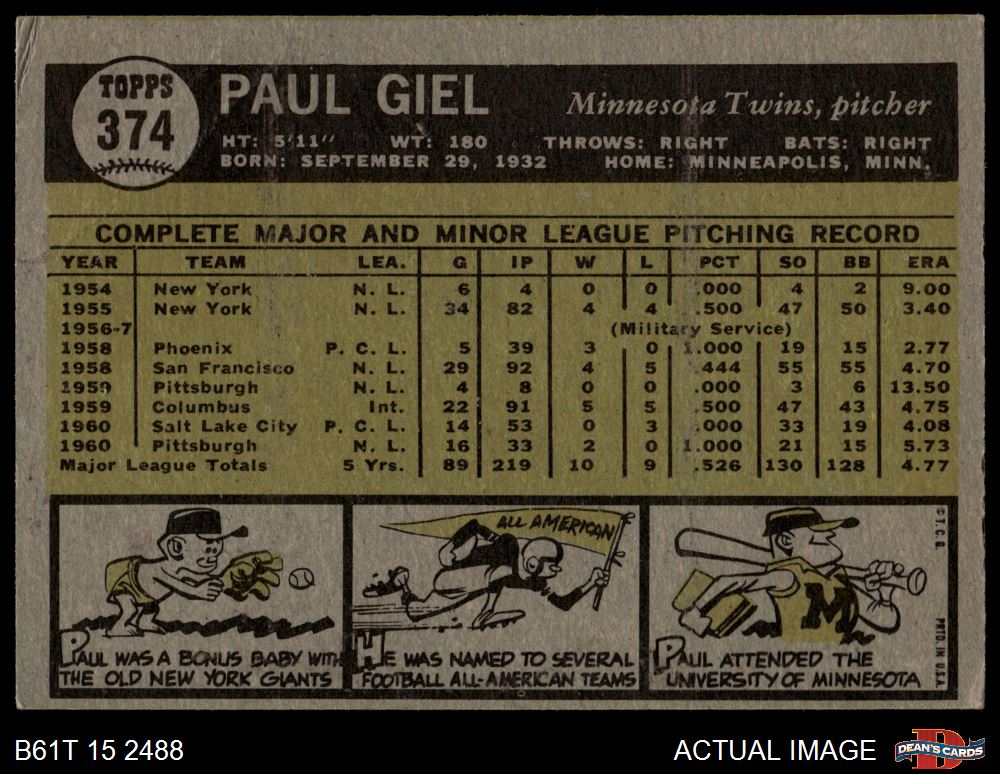 TOPPS
374
PAUL GIEL
Minnesota Twins, pitcher
HT: 5'11" WT: 180 THROWS: RIGHT BATS: RIGHT
BORN: SEPTEMBER 29, 1932 HOME: MINNEAPOLIS, MINN.
COMPLETE MAJOR AND MINOR LEAGUE PITCHING RECORD
YEAR TEAM LEA. G IP W L PCT SO BB ERA
1954 New York N. L. 6 4 0 0 .000 4 2 9.00
1955 New York N. L. 34 82 4 4 .500 47 50 3.40
1956-7 (Military Service)
1958 Phoenix P. C. L. 5 39 3 0 1.000 19 15 2.77
1958 San Francisco N. L. 29 92 4 5 .444 55 55 4.70
1959 Pittsburgh N. L. 4 8 0 0 .000 3 6 13.50
1959 Columbus Int. 22 91 5 5 .500 47 43 4.75
1960 Salt Lake City P. C. L. 14 53 0 3 .000 33 19 4.08
1960 Pittsburgh N. L. 16 33 2 0 1.000 21 15 5.73
Major League Totals 5 Yrs. 89 219 10 9 .526 130 128 4.77
PAUL WAS A BONUS BABY WITH
THE OLD NEW YORK GIANTS
ALL AMERICAN
HE WAS NAMED TO SEVERAL
FOOTBALL ALL-AMERICAN TEAMS
M
PAUL ATTENDED THE
UNIVERSITY OF MINNESOTA
© T. C. G.
PRTD. IN U.S.A.
B61T 15 2488
ACTUAL IMAGE
D
DEAN'S CARDS